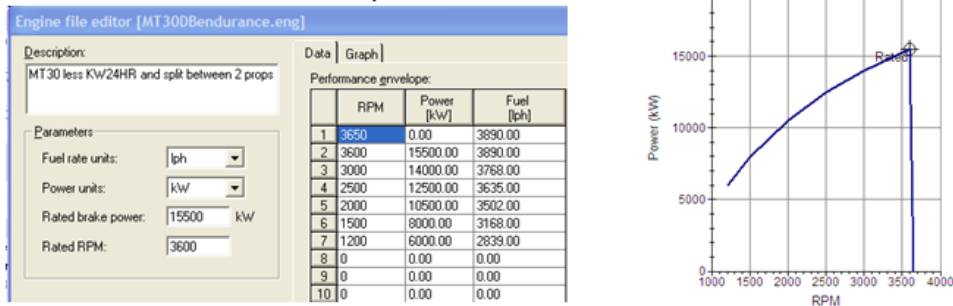 Engine file editor [MT30DBendurance.eng]
Description:
MT30 less KW24HR and split between 2 props
Parameters
Fuel rate units: lph
Power units: kW
Rated brake power: 15500 kW
Rated RPM: 3600
Data Graph
Performance envelope:
RPM Power [kW] Fuel [lph]
1 3650 0.00 3890.00
2 3600 15500.00 3890.00
3 3000 14000.00 3768.00
4 2500 12500.00 3635.00
5 2000 10500.00 3502.00
6 1500 8000.00 3168.00
7 1200 6000.00 2839.00
8 0 0.00 0.00
9 0 0.00 0.00
10 0 0.00 0.00
Power (kW)
15000
10000
5000
0
Rated
1000 1500 2000 2500 3000 3500 4000
RPM